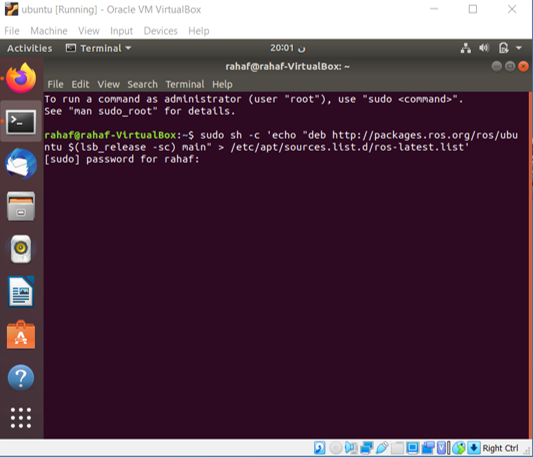 ubuntu [Running] - Oracle VM VirtualBox
File Machine View Input Devices Help
Activities Terminal 20:01 ن
rahaf@rahaf-VirtualBox: ~
File Edit View Search Terminal Help
To run a command as administrator (user "root"), use "sudo <command>".
See "man sudo_root" for details.
rahaf@rahaf-VirtualBox:~$ sudo sh -c 'echo "deb http://packages.ros.org/ros/ubu
ntu $(lsb_release -sc) main" > /etc/apt/sources.list.d/ros-latest.list'
[sudo] password for rahaf:
Right Ctrl